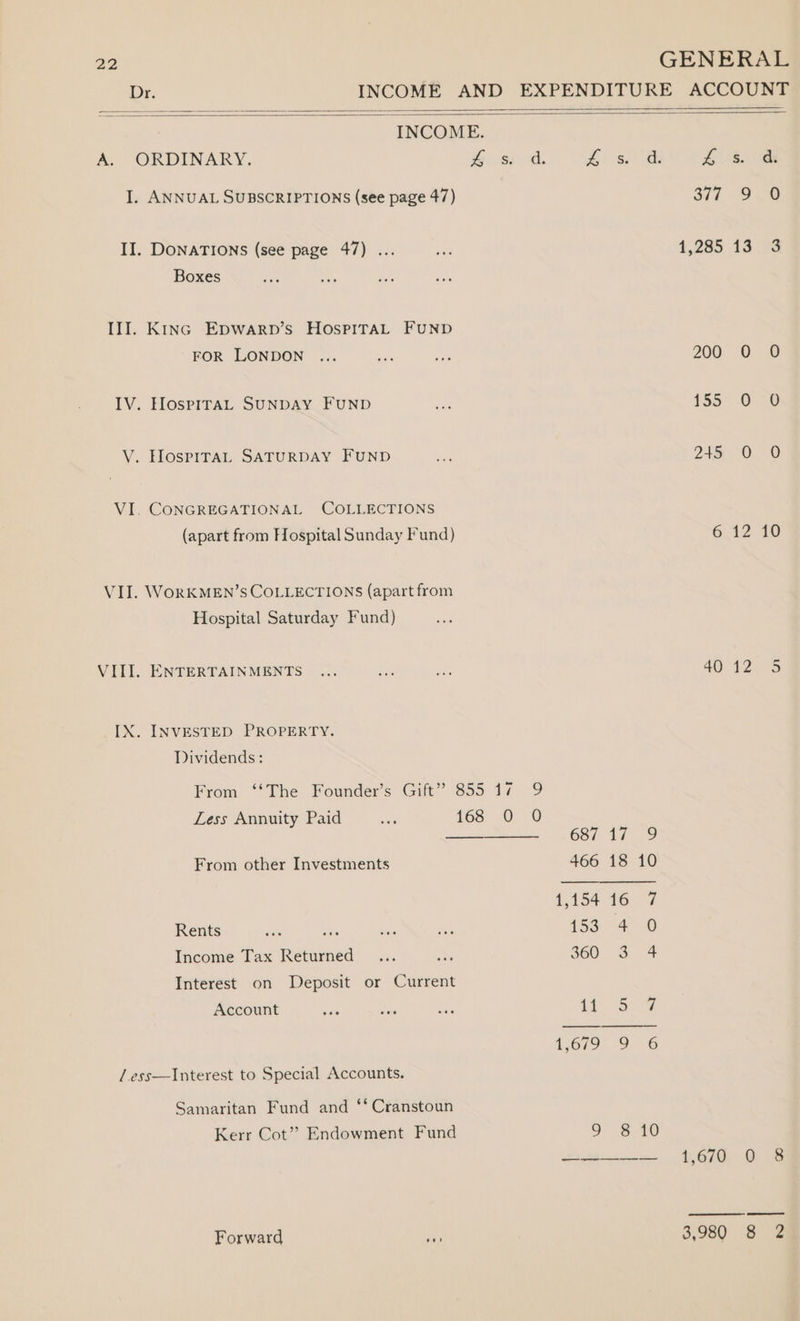 22 GENERAL
Dr. INCOME AND EXPENDITURE ACCOUNT
INCOME.
A. ORDINARY. £ s. d. £ s. d. £ s. d.
I. ANNUAL SUBSCRIPTIONS (see page 47) 377 9 0
II. DONATIONS (see page 47) ... ... 1,285 13 3
Boxes ... ... ... ...
III. KING EDWARD'S HOSPITAL FUND
FOR LONDON ... ... ... 200 0 0
IV. HOSPITAL SUNDAY FUND ... 155 0 0
V. HOSPITAL SATURDAY FUND ... 245 0 0
VI. CONGREGATIONAL COLLECTIONS
(apart from Hospital Sunday Fund) 6 12 10
VII. WORKMEN'S COLLECTIONS (apart from
Hospital Saturday Fund) ...
VIII. ENTERTAINMENTS ... ... ... 40 12 5
IX. INVESTED PROPERTY.
Dividends:
From "The Founder's Gift" 855 17 9
Less Annuity Paid ... 168 0 0
687 17 9
From other Investments 466 18 10
1,154 16 7
Rents ... ... ... ... 153 4 0
Income Tax Returned ... ... 360 3 4
Interest on Deposit or Current
Account ... ... ... 11 5 7
1,679 9 6
Less—Interest to Special Accounts.
Samaritan Fund and "Cranstoun
Kerr Cot" Endowment Fund 9 8 10
1,670 0 8
Forward ... 3,980 8 2